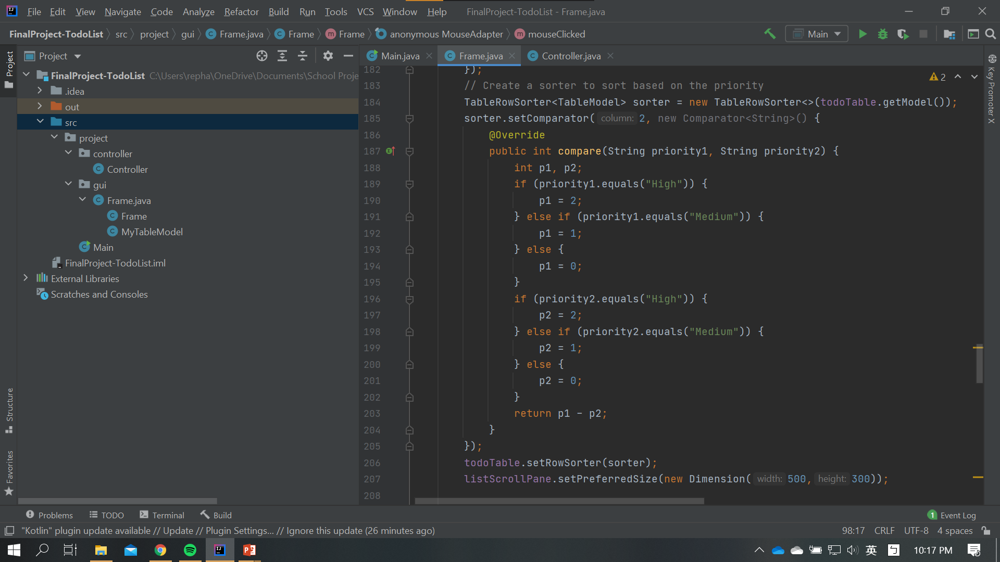 File Edit View Navigate Code Analyze Refactor Build Run Tools VCS Window Help FinalProject-TodoList - Frame.java
FinalProject-TodoList src project gui Frame.java Frame Frame anonymous MouseAdapter mouseClicked Main
Project
Project
Main.java Frame.java Controller.java
FinalProject-TodoList C:\Users\repha\OneDrive\Documents\School Proje
.idea
out
src
project
controller
Controller
gui
Frame.java
Frame
MyTableModel
Main
FinalProject-TodoList.iml
External Libraries
Scratches and Consoles
Structure
Favorites
2
Key Promoter X
182 });
183 // Create a sorter to sort based on the priority
184 TableRowSorter<TableModel> sorter = new TableRowSorter<>(todoTable.getModel());
185 sorter.setComparator( column: 2, new Comparator<String>() {
186 @Override
187 public int compare(String priority1, String priority2) {
188 int p1, p2;
189 if (priority1.equals("High")) {
190 p1 = 2;
191 } else if (priority1.equals("Medium")) {
192 p1 = 1;
193 } else {
194 p1 = 0;
195 }
196 if (priority2.equals("High")) {
197 p2 = 2;
198 } else if (priority2.equals("Medium")) {
199 p2 = 1;
200 } else {
201 p2 = 0;
202 }
203 return p1 - p2;
204 }
205 });
206 todoTable.setRowSorter(sorter);
207 listScrollPane.setPreferredSize(new Dimension( width: 500, height: 300));
208
Problems TODO Terminal Build 1 Event Log
"Kotlin" plugin update available // Update // Plugin Settings... // Ignore this update (26 minutes ago) 98:17 CRLF UTF-8 4 spaces
英 ㄅ 10:17 PM